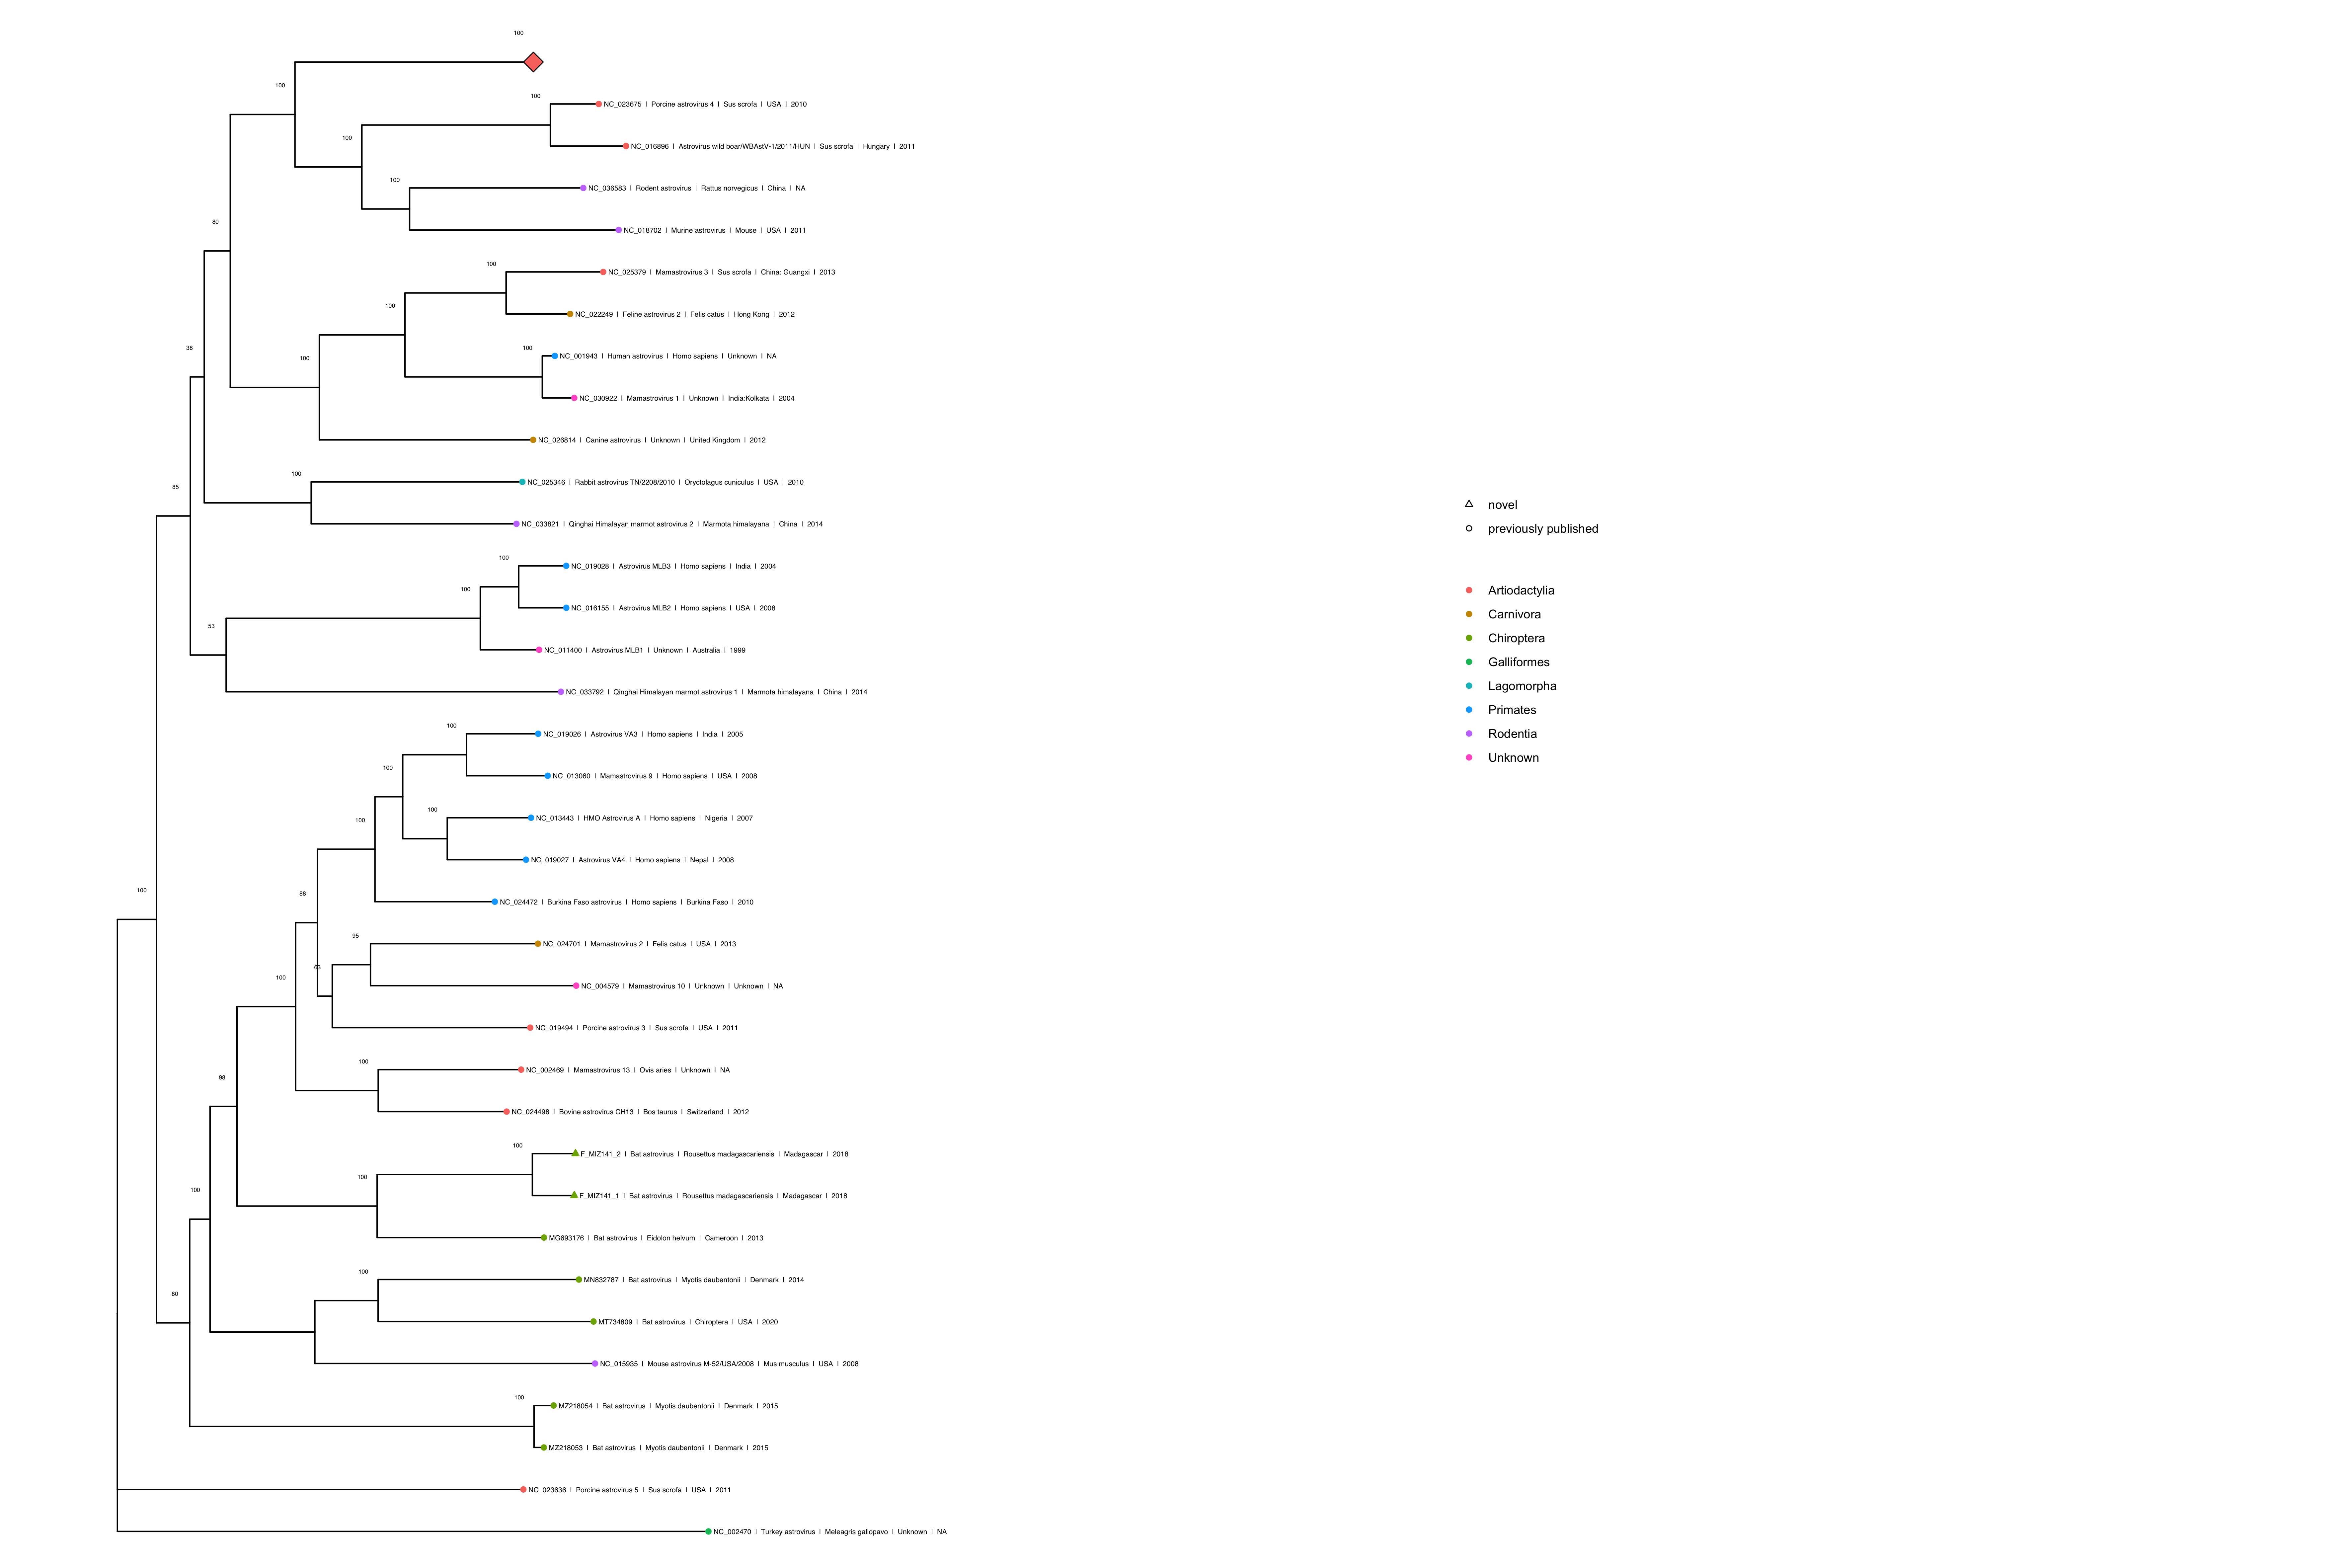 100
100
100
NC_023675 | Porcine astrovirus 4 | Sus scrofa | USA | 2010
100
NC_016896 | Astrovirus wild boar/WBAstV-1/2011/HUN | Sus scrofa | Hungary | 2011
100
NC_036583 | Rodent astrovirus | Rattus norvegicus | China | NA
80
NC_018702 | Murine astrovirus | Mouse | USA | 2011
100
NC_025379 | Mamastrovirus 3 | Sus scrofa | China: Guangxi | 2013
100
NC_022249 | Feline astrovirus 2 | Felis catus | Hong Kong | 2012
38
100
100
NC_001943 | Human astrovirus | Homo sapiens | Unknown | NA
NC_030922 | Mamastrovirus 1 | Unknown | India:Kolkata | 2004
NC_026814 | Canine astrovirus | Unknown | United Kingdom | 2012
100
NC_025346 | Rabbit astrovirus TN/2208/2010 | Oryctolagus cuniculus | USA | 2010
85
novel
NC_033821 | Qinghai Himalayan marmot astrovirus 2 | Marmota himalayana | China | 2014
previously published
100
NC_019028 | Astrovirus MLB3 | Homo sapiens | India | 2004
100
Artiodactylia
NC_016155 | Astrovirus MLB2 | Homo sapiens | USA | 2008
Carnivora
53
Chiroptera
NC_011400 | Astrovirus MLB1 | Unknown | Australia | 1999
Galliformes
Lagomorpha
NC_033792 | Qinghai Himalayan marmot astrovirus 1 | Marmota himalayana | China | 2014
Primates
100
NC_019026 | Astrovirus VA3 | Homo sapiens | India | 2005
Rodentia
Unknown
100
NC_013060 | Mamastrovirus 9 | Homo sapiens | USA | 2008
100
100
NC_013443 | HMO Astrovirus A | Homo sapiens | Nigeria | 2007
NC_019027 | Astrovirus VA4 | Homo sapiens | Nepal | 2008
100
88
NC_024472 | Burkina Faso astrovirus | Homo sapiens | Burkina Faso | 2010
95
NC_024701 | Mamastrovirus 2 | Felis catus | USA | 2013
100
NC_004579 | Mamastrovirus 10 | Unknown | Unknown | NA
NC_019494 | Porcine astrovirus 3 | Sus scrofa | USA | 2011
100
NC_002469 | Mamastrovirus 13 | Ovis aries | Unknown | NA
98
NC_024498 | Bovine astrovirus CH13 | Bos taurus | Switzerland | 2012
100
F_MIZ141_2 | Bat astrovirus | Rousettus madagascariensis | Madagascar | 2018
100
100
F_MIZ141_1 | Bat astrovirus | Rousettus madagascariensis | Madagascar | 2018
MG693176 | Bat astrovirus | Eidolon helvum | Cameroon | 2013
100
MN832787 | Bat astrovirus | Myotis daubentonii | Denmark | 2014
80
MT734809 | Bat astrovirus | Chiroptera | USA | 2020
NC_015935 | Mouse astrovirus M-52/USA/2008 | Mus musculus | USA | 2008
100
MZ218054 | Bat astrovirus | Myotis daubentonii | Denmark | 2015
MZ218053 | Bat astrovirus | Myotis daubentonii | Denmark | 2015
NC_023636 | Porcine astrovirus 5 | Sus scrofa | USA | 2011
NC_002470 | Turkey astrovirus | Meleagris gallopavo | Unknown | NA